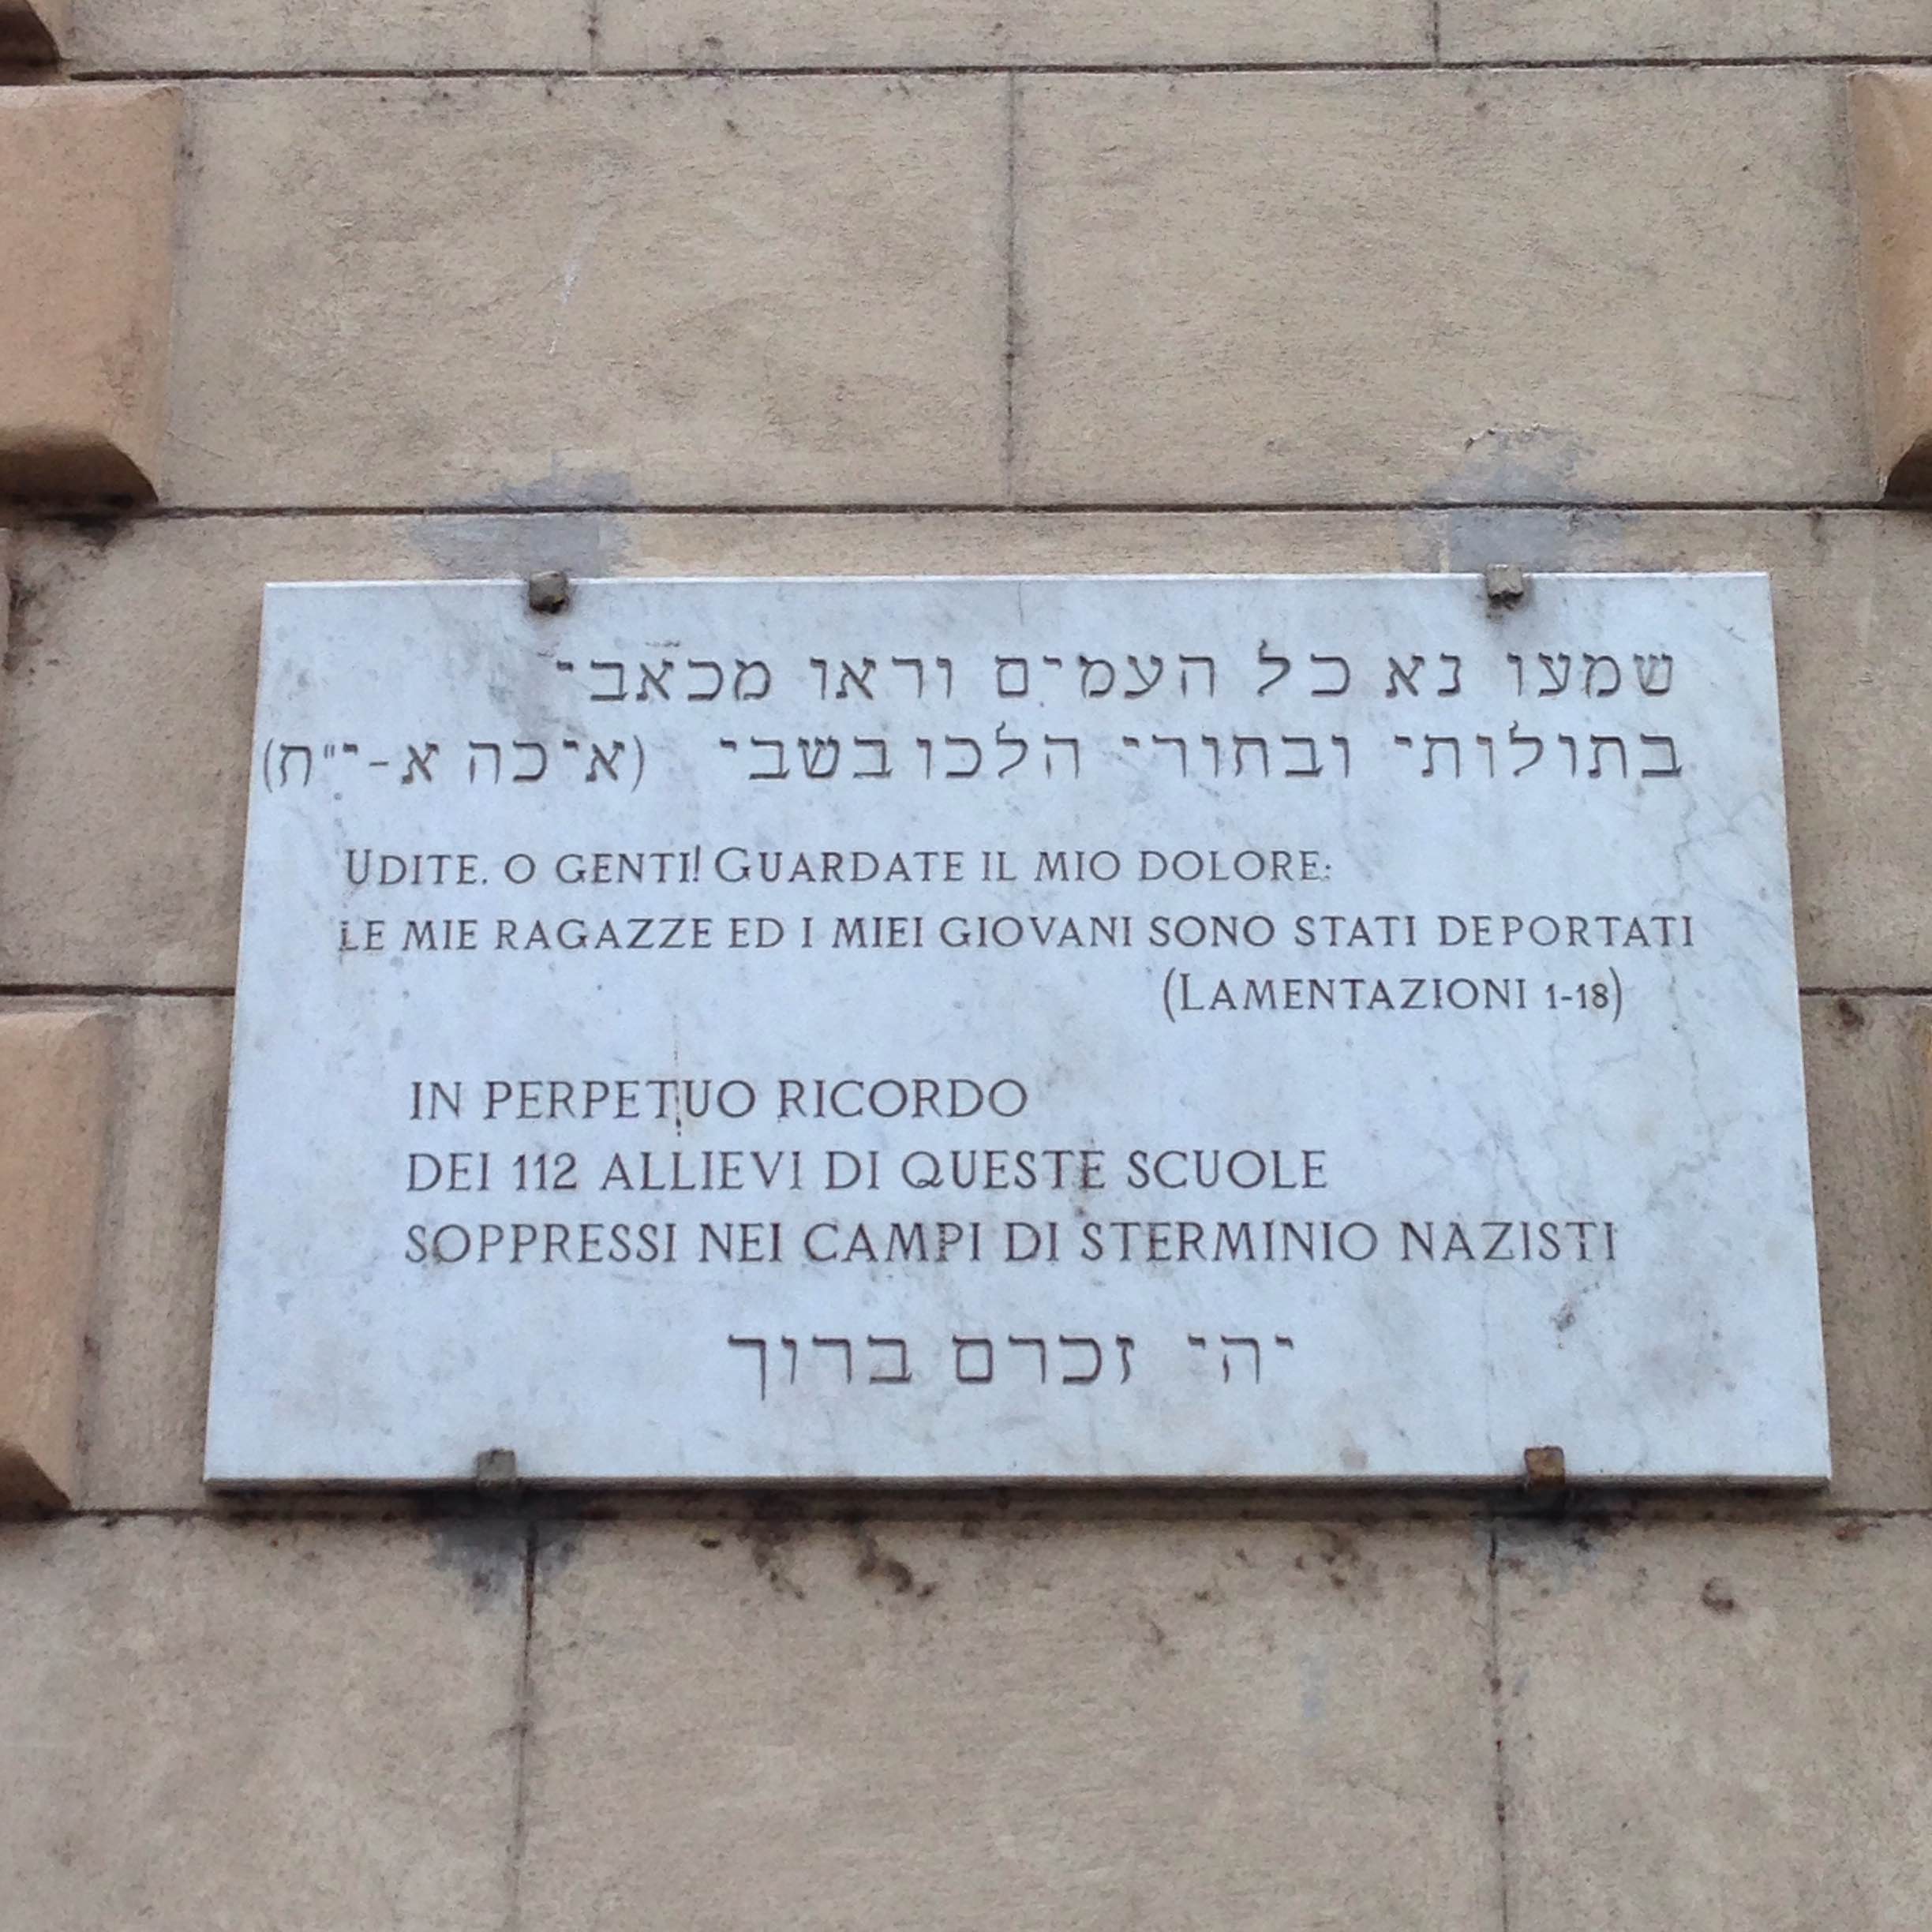 שמעו נא כל העמים וראו מכאבי
בתולותי ובחורי הלכו בשבי (איכה א-י"ח)
UDITE, O GENTI! GUARDATE IL MIO DOLORE:
LE MIE RAGAZZE ED I MIEI GIOVANI SONO STATI DEPORTATI
(LAMENTAZIONI 1-18)
IN PERPETUO RICORDO
DEI 112 ALLIEVI DI QUESTE SCUOLE
SOPPRESSI NEI CAMPI DI STERMINIO NAZISTI
יהי זכרם ברוך